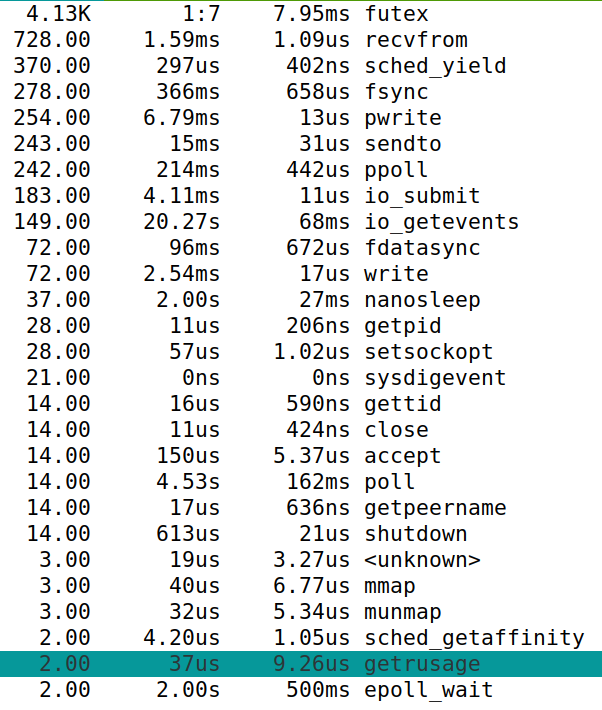 4.13K 1:7 7.95ms futex
728.00 1.59ms 1.09us recvfrom
370.00 297us 402ns sched_yield
278.00 366ms 658us fsync
254.00 6.79ms 13us pwrite
243.00 15ms 31us sendto
242.00 214ms 442us ppoll
183.00 4.11ms 11us io_submit
149.00 20.27s 68ms io_getevents
72.00 96ms 672us fdatasync
72.00 2.54ms 17us write
37.00 2.00s 27ms nanosleep
28.00 11us 206ns getpid
28.00 57us 1.02us setsockopt
21.00 0ns 0ns sysdigevent
14.00 16us 590ns gettid
14.00 11us 424ns close
14.00 150us 5.37us accept
14.00 4.53s 162ms poll
14.00 17us 636ns getpeername
14.00 613us 21us shutdown
3.00 19us 3.27us <unknown>
3.00 40us 6.77us mmap
3.00 32us 5.34us munmap
2.00 4.20us 1.05us sched_getaffinity
2.00 37us 9.26us getrusage
2.00 2.00s 500ms epoll_wait